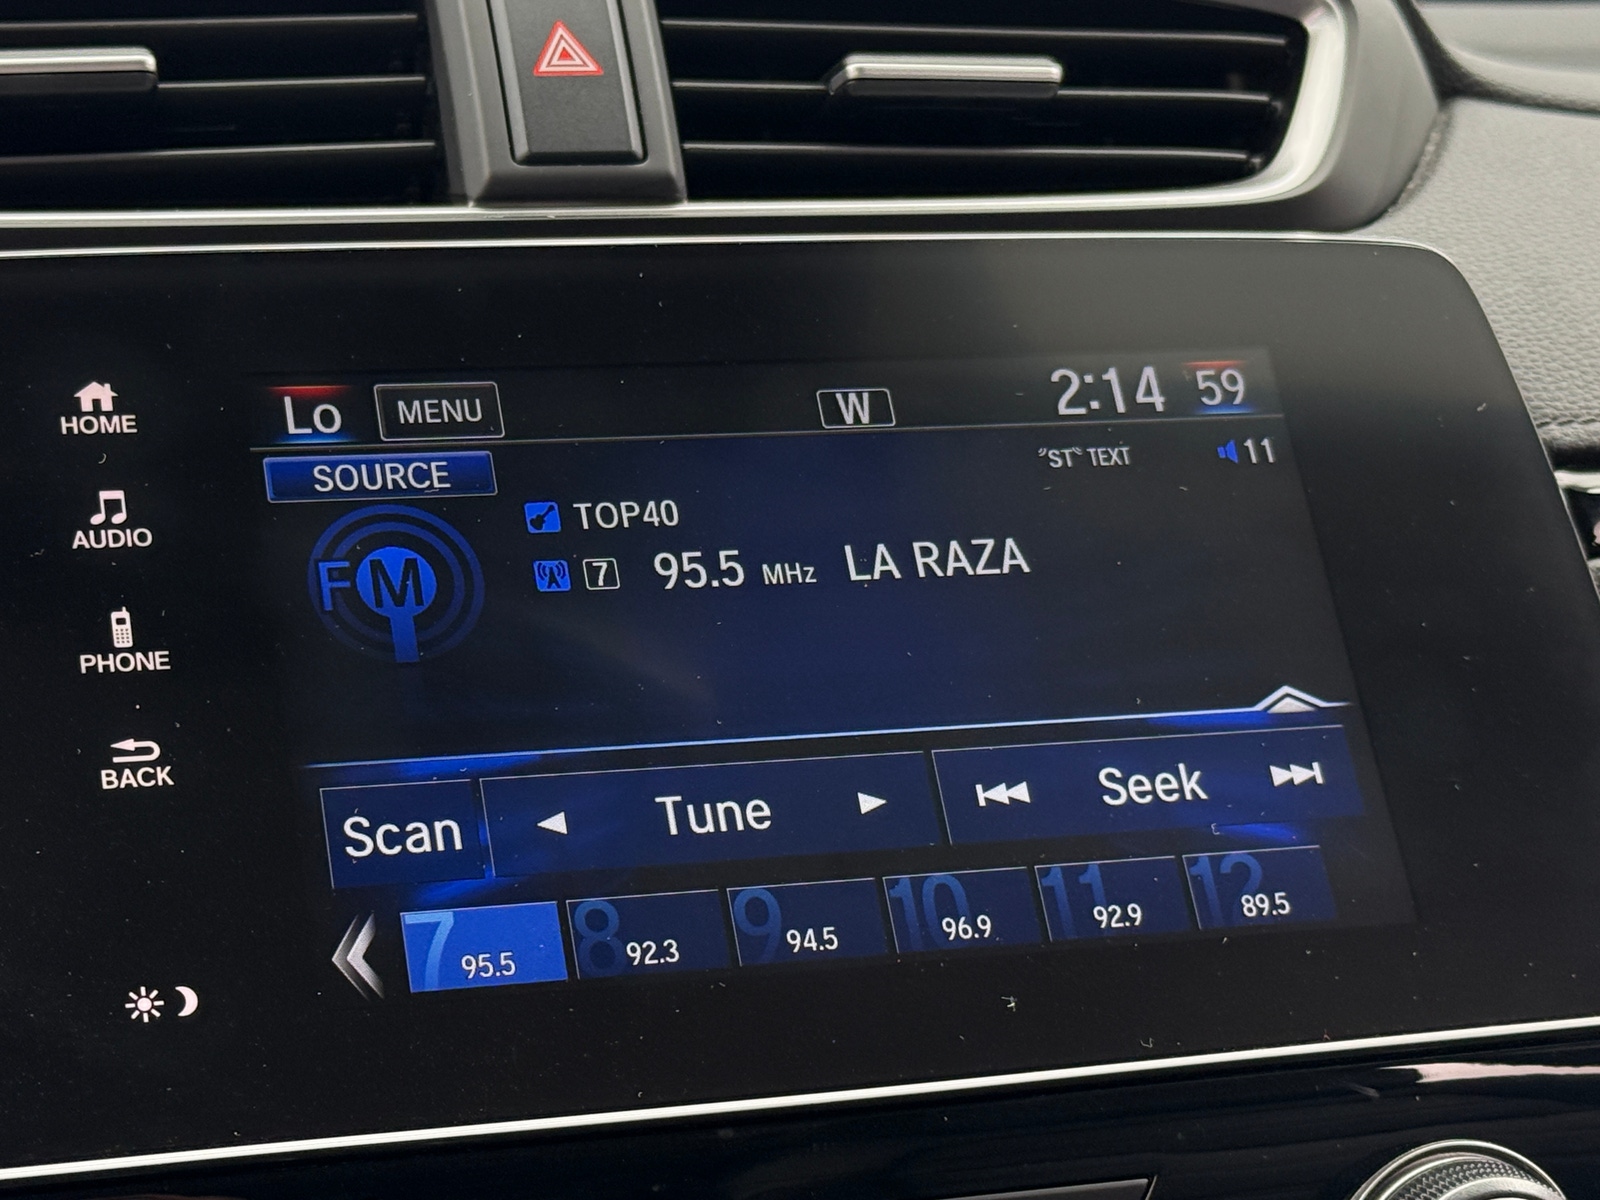 Lo MENU W 2:14 59
HOME
SOURCE "ST" TEXT 11
AUDIO
TOP40
FM 7 95.5 MHz LA RAZA
PHONE
BACK
Scan Tune Seek
7 95.5 8 92.3 9 94.5 10 96.9 11 92.9 12 89.5